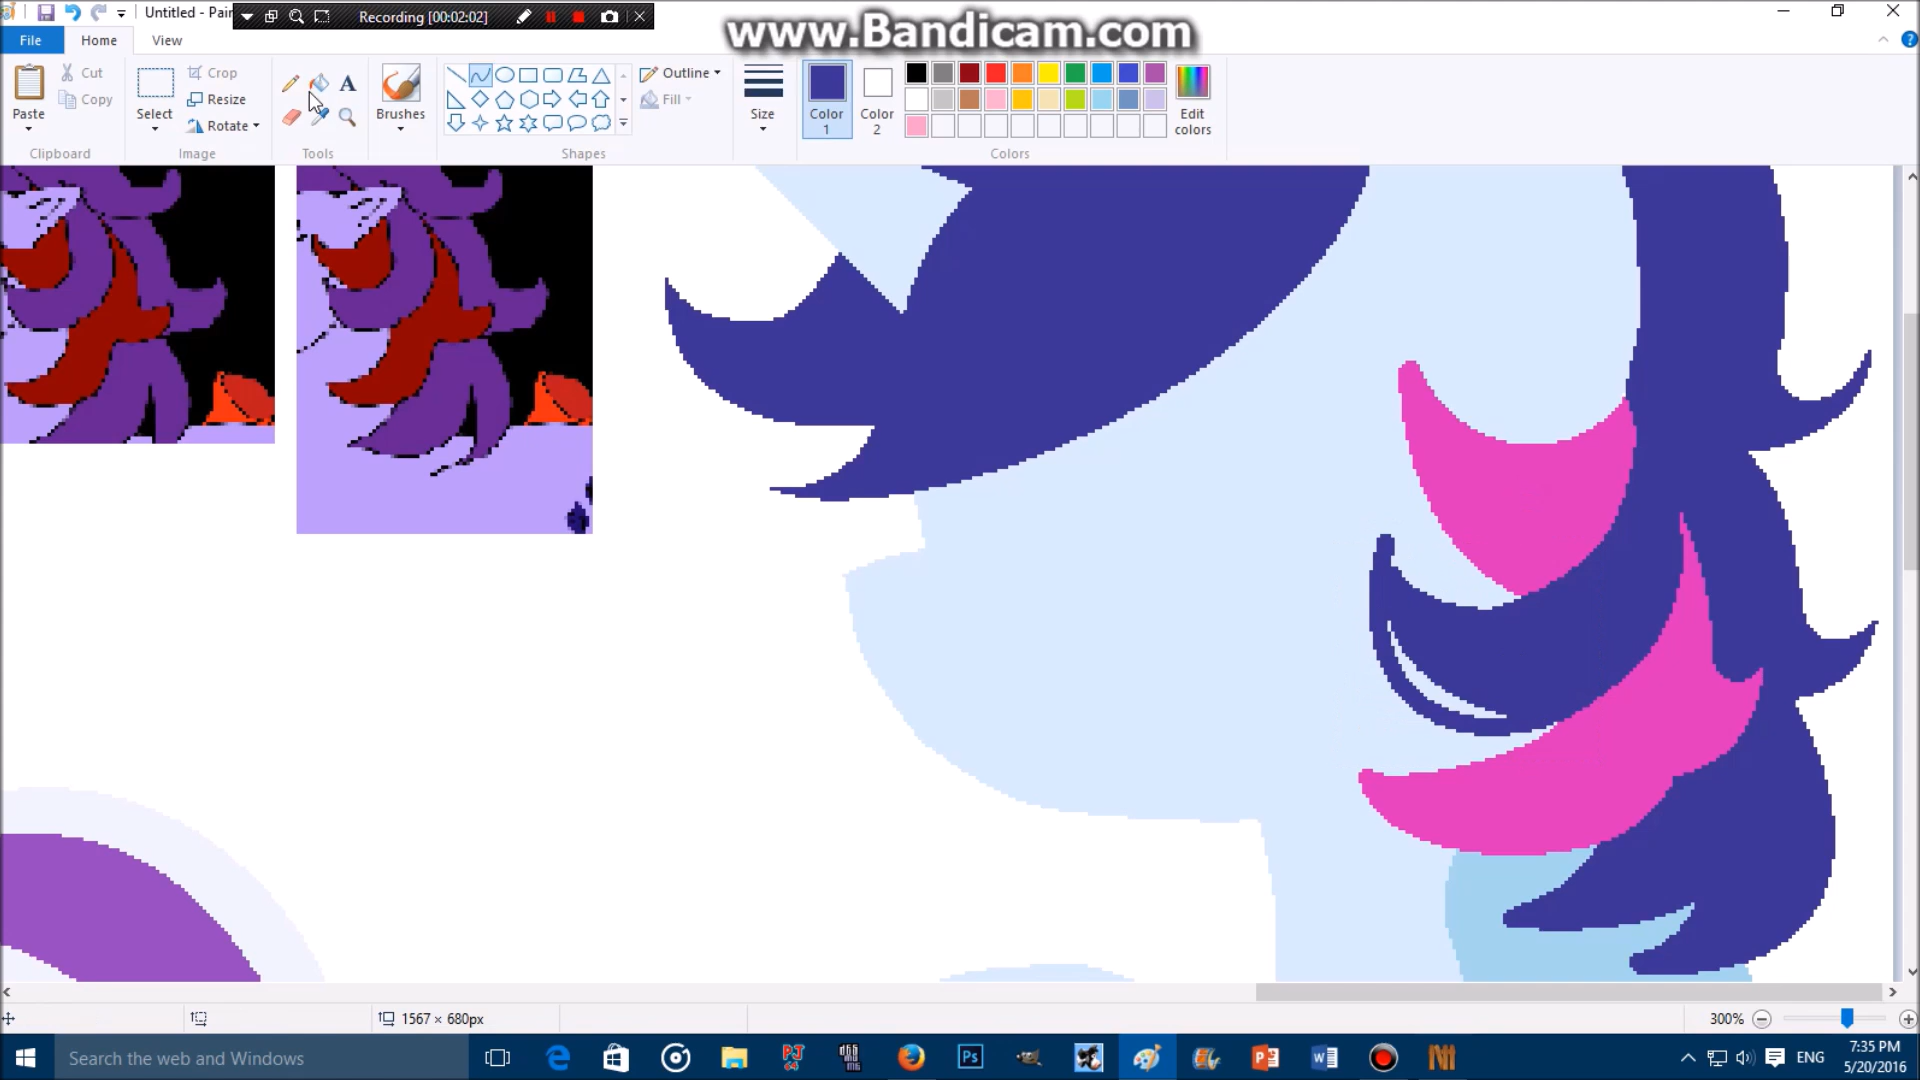 Untitled - Pain
Recording [00:02:02]
www.Bandicam.com
File
Home
View
Paste
Cut
Copy
Clipboard
Select
Crop
Resize
Rotate
Image
A
Tools
Brushes
Outline
Fill
Shapes
Size
Color 1
Color 2
Edit colors
Colors
1567 × 680px
300%
Search the web and Windows
Ps
ENG
7:35 PM
5/20/2016